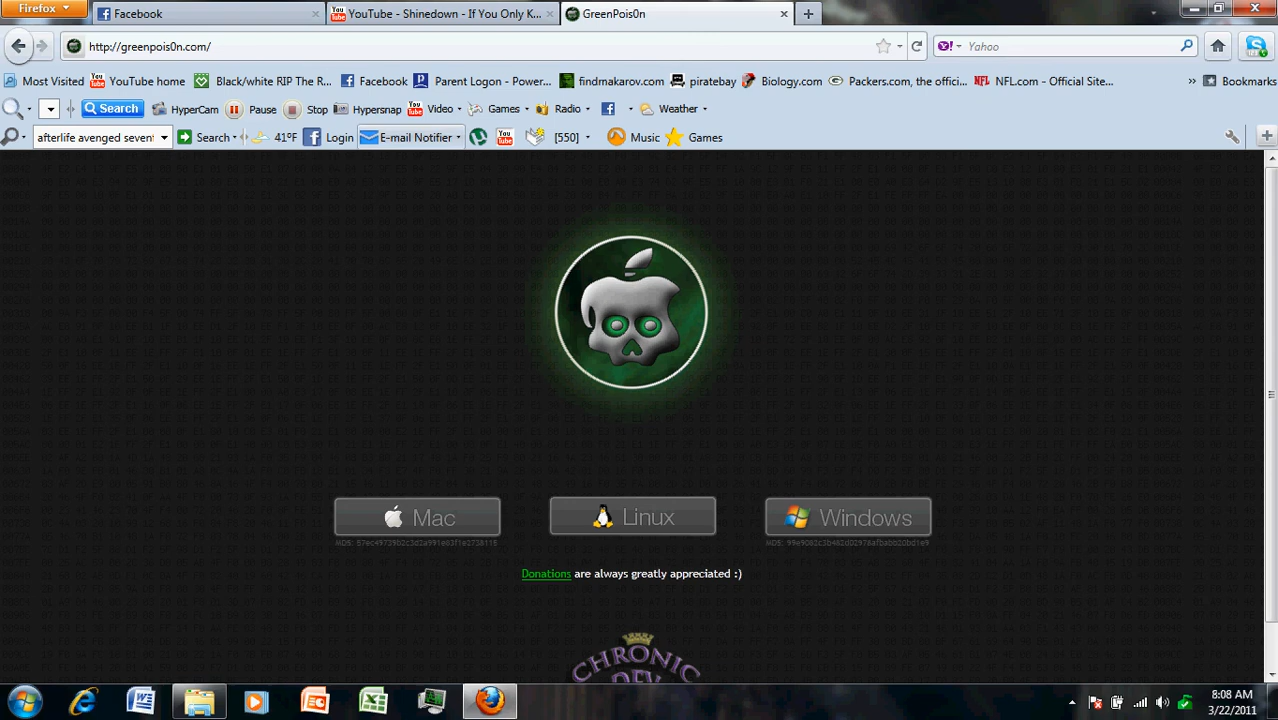 Firefox
Facebook
YouTube - Shinedown - If You Only K...
GreenPois0n
http://greenpois0n.com/
Yahoo
Most Visited
YouTube home
Black/white RIP The R...
Facebook
Parent Logon - Power...
findmakarov.com
piratebay
Biology.com
Packers.com, the offici...
NFL.com - Official Site...
Bookmarks
Search
HyperCam
Pause
Stop
Hypersnap
Video
Games
Radio
Weather
afterlife avenged seven
Search
41°F
Login
E-mail Notifier
[550]
Music
Games
Mac
Linux
Windows
Donations are always greatly appreciated :)
CHRONIC
DEV
8:08 AM
3/22/2011